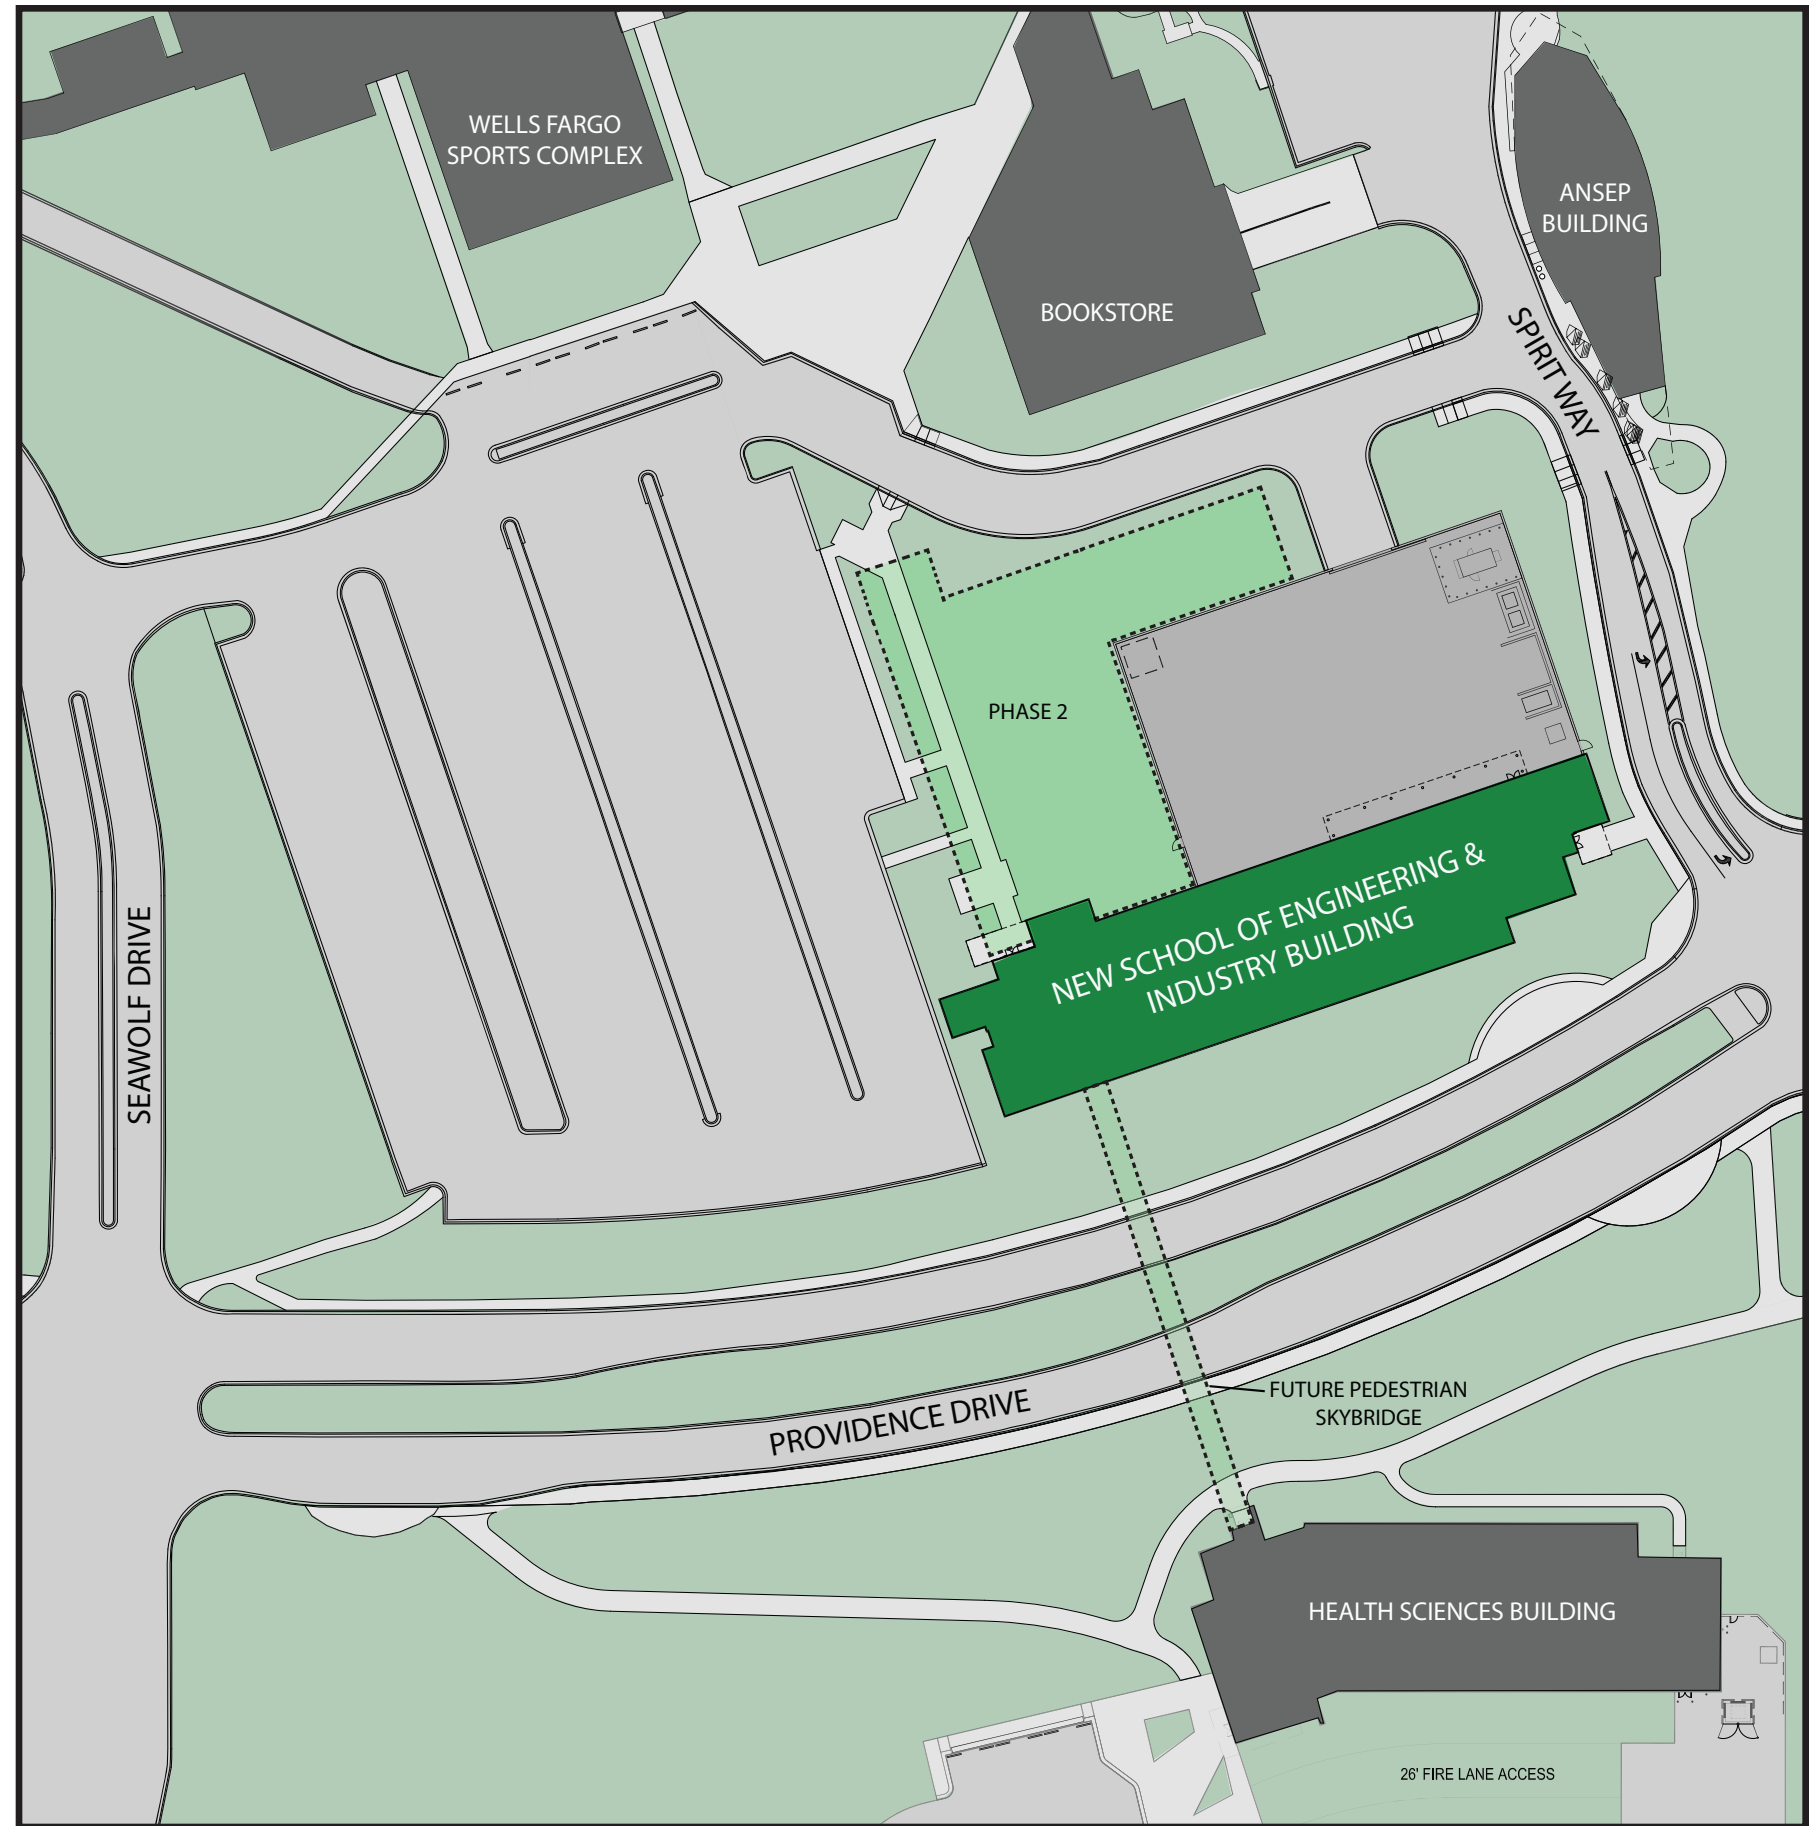 WELLS FARGO
SPORTS COMPLEX
ANSEP
BUILDING
BOOKSTORE
SPIRIT WAY
PHASE 2
NEW SCHOOL OF ENGINEERING &
INDUSTRY BUILDING
SEAWOLF DRIVE
FUTURE PEDESTRIAN
SKYBRIDGE
PROVIDENCE DRIVE
HEALTH SCIENCES BUILDING
26' FIRE LANE ACCESS